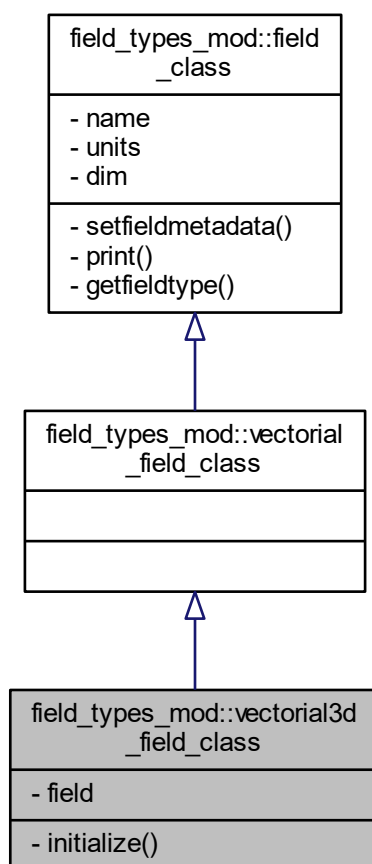 field_types_mod::field
_class
- name
- units
- dim
- setfieldmetadata()
- print()
- getfieldtype()
field_types_mod::vectorial
_field_class
field_types_mod::vectorial3d
_field_class
- field
- initialize()